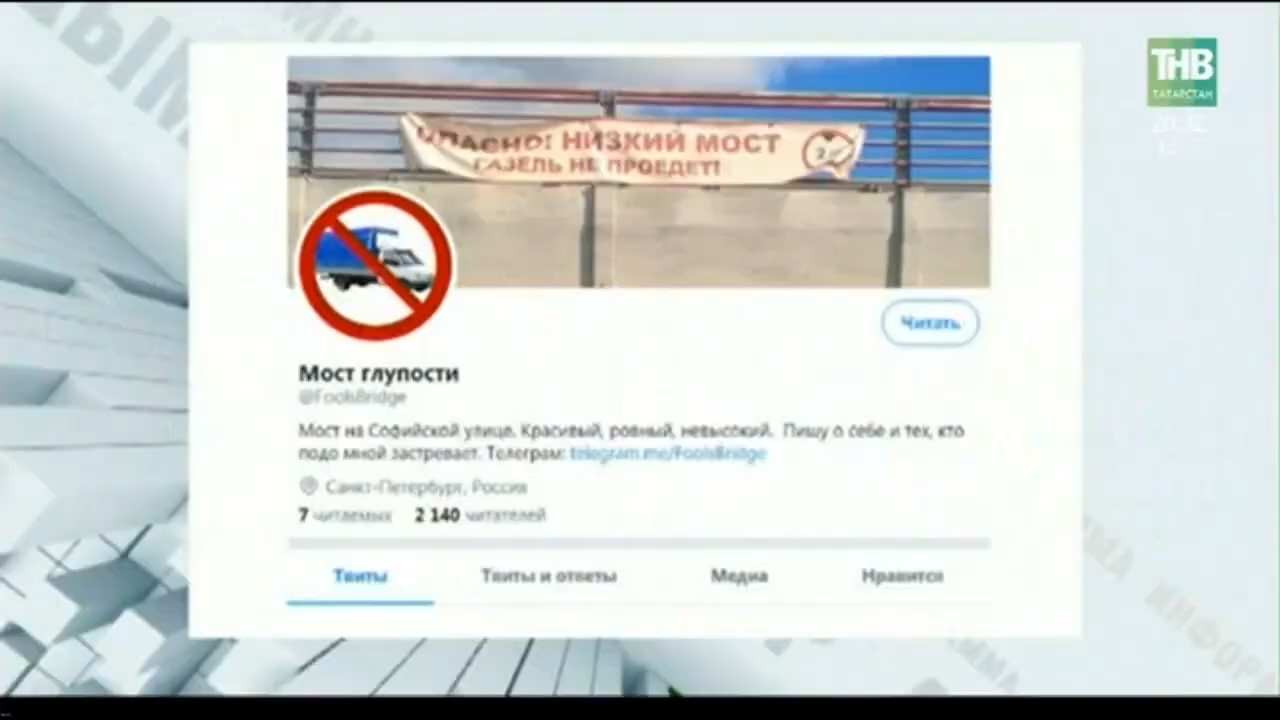 ТНВ
ТАТАРСТАН
ОПАСНО! НИЗКИЙ МОСТ
ГАЗЕЛЬ НЕ ПРОЕДЕТ!
Читать
Мост глупости
@FoolsBridge
Мост на Софийской улице. Красивый, ровный, невысокий. Пишу о себе и тех, кто
подо мной застревает. Телеграм: telegram.me/FoolsBridge
Санкт-Петербург, Россия
7 читаемых 2 140 читателей
Твиты Твиты и ответы Медиа Нравится